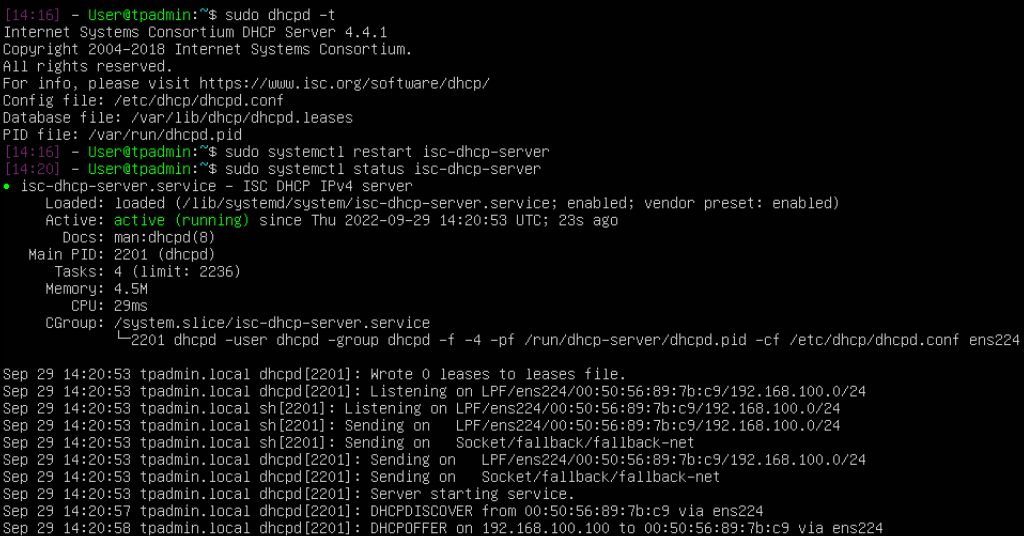 [14:16] - User@tpadmin:~$ sudo dhcpd -t
Internet Systems Consortium DHCP Server 4.4.1
Copyright 2004-2018 Internet Systems Consortium.
All rights reserved.
For info, please visit https://www.isc.org/software/dhcp/
Config file: /etc/dhcp/dhcpd.conf
Database file: /var/lib/dhcp/dhcpd.leases
PID file: /var/run/dhcpd.pid
[14:16] - User@tpadmin:~$ sudo systemctl restart isc-dhcp-server
[14:20] - User@tpadmin:~$ sudo systemctl status isc-dhcp-server
● isc-dhcp-server.service - ISC DHCP IPv4 server
Loaded: loaded (/lib/systemd/system/isc-dhcp-server.service; enabled; vendor preset: enabled)
Active: active (running) since Thu 2022-09-29 14:20:53 UTC; 23s ago
Docs: man:dhcpd(8)
Main PID: 2201 (dhcpd)
Tasks: 4 (limit: 2236)
Memory: 4.5M
CPU: 29ms
CGroup: /system.slice/isc-dhcp-server.service
└─2201 dhcpd -user dhcpd -group dhcpd -f -4 -pf /run/dhcp-server/dhcpd.pid -cf /etc/dhcp/dhcpd.conf ens224
Sep 29 14:20:53 tpadmin.local dhcpd[2201]: Wrote 0 leases to leases file.
Sep 29 14:20:53 tpadmin.local dhcpd[2201]: Listening on LPF/ens224/00:50:56:89:7b:c9/192.168.100.0/24
Sep 29 14:20:53 tpadmin.local sh[2201]: Listening on LPF/ens224/00:50:56:89:7b:c9/192.168.100.0/24
Sep 29 14:20:53 tpadmin.local sh[2201]: Sending on   LPF/ens224/00:50:56:89:7b:c9/192.168.100.0/24
Sep 29 14:20:53 tpadmin.local sh[2201]: Sending on   Socket/fallback/fallback-net
Sep 29 14:20:53 tpadmin.local dhcpd[2201]: Sending on   LPF/ens224/00:50:56:89:7b:c9/192.168.100.0/24
Sep 29 14:20:53 tpadmin.local dhcpd[2201]: Sending on   Socket/fallback/fallback-net
Sep 29 14:20:53 tpadmin.local dhcpd[2201]: Server starting service.
Sep 29 14:20:57 tpadmin.local dhcpd[2201]: DHCPDISCOVER from 00:50:56:89:7b:c9 via ens224
Sep 29 14:20:58 tpadmin.local dhcpd[2201]: DHCPOFFER on 192.168.100.100 to 00:50:56:89:7b:c9 via ens224